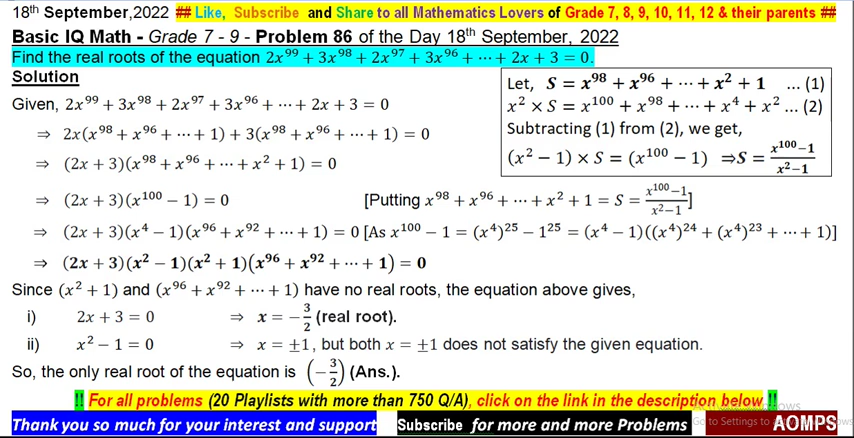 18th September,2022 ## Like, Subscribe and Share to all Mathematics Lovers of Grade 7, 8, 9, 10, 11, 12 & their parents ##
Basic IQ Math - Grade 7 - 9 - Problem 86 of the Day 18th September, 2022
Find the real roots of the equation 2x^99 + 3x^98 + 2x^97 + 3x^96 + ⋯ + 2x + 3 = 0.
Solution
Let, S = x^98 + x^96 + ⋯ + x^2 + 1 … (1)
x^2 × S = x^100 + x^98 + ⋯ + x^4 + x^2 … (2)
Subtracting (1) from (2), we get,
(x^2 − 1) × S = (x^100 − 1) ⇒S = (x^100−1)/(x^2−1)
Given, 2x^99 + 3x^98 + 2x^97 + 3x^96 + ⋯ + 2x + 3 = 0
⇒ 2x(x^98 + x^96 + ⋯ + 1) + 3(x^98 + x^96 + ⋯ + 1) = 0
⇒ (2x + 3)(x^98 + x^96 + ⋯ + x^2 + 1) = 0
⇒ (2x + 3)(x^100 − 1) = 0 [Putting x^98 + x^96 + ⋯ + x^2 + 1 = S = (x^100−1)/(x^2−1)]
⇒ (2x + 3)(x^4 − 1)(x^96 + x^92 + ⋯ + 1) = 0 [As x^100 − 1 = (x^4)^25 − 1^25 = (x^4 − 1)((x^4)^24 + (x^4)^23 + ⋯ + 1)]
⇒ (2x + 3)(x^2 − 1)(x^2 + 1)(x^96 + x^92 + ⋯ + 1) = 0
Since (x^2 + 1) and (x^96 + x^92 + ⋯ + 1) have no real roots, the equation above gives,
i) 2x + 3 = 0 ⇒ x = −3/2 (real root).
ii) x^2 − 1 = 0 ⇒ x = ±1, but both x = ±1 does not satisfy the given equation.
So, the only real root of the equation is (−3/2) (Ans.).
!! For all problems (20 Playlists with more than 750 Q/A), click on the link in the description below !!
Thank you so much for your interest and support Subscribe for more and more Problems